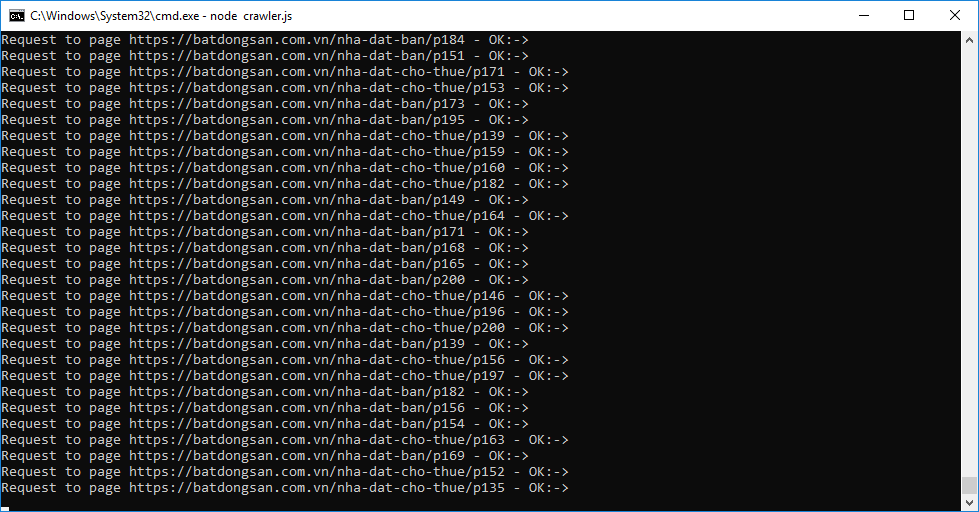 C:\Windows\System32\cmd.exe - node  crawler.js
Request to page https://batdongsan.com.vn/nha-dat-ban/p184 - OK:->
Request to page https://batdongsan.com.vn/nha-dat-ban/p151 - OK:->
Request to page https://batdongsan.com.vn/nha-dat-cho-thue/p171 - OK:->
Request to page https://batdongsan.com.vn/nha-dat-cho-thue/p153 - OK:->
Request to page https://batdongsan.com.vn/nha-dat-ban/p173 - OK:->
Request to page https://batdongsan.com.vn/nha-dat-ban/p195 - OK:->
Request to page https://batdongsan.com.vn/nha-dat-cho-thue/p139 - OK:->
Request to page https://batdongsan.com.vn/nha-dat-cho-thue/p159 - OK:->
Request to page https://batdongsan.com.vn/nha-dat-cho-thue/p160 - OK:->
Request to page https://batdongsan.com.vn/nha-dat-cho-thue/p182 - OK:->
Request to page https://batdongsan.com.vn/nha-dat-ban/p149 - OK:->
Request to page https://batdongsan.com.vn/nha-dat-cho-thue/p164 - OK:->
Request to page https://batdongsan.com.vn/nha-dat-ban/p171 - OK:->
Request to page https://batdongsan.com.vn/nha-dat-ban/p168 - OK:->
Request to page https://batdongsan.com.vn/nha-dat-ban/p165 - OK:->
Request to page https://batdongsan.com.vn/nha-dat-ban/p200 - OK:->
Request to page https://batdongsan.com.vn/nha-dat-cho-thue/p146 - OK:->
Request to page https://batdongsan.com.vn/nha-dat-cho-thue/p196 - OK:->
Request to page https://batdongsan.com.vn/nha-dat-cho-thue/p200 - OK:->
Request to page https://batdongsan.com.vn/nha-dat-ban/p139 - OK:->
Request to page https://batdongsan.com.vn/nha-dat-cho-thue/p156 - OK:->
Request to page https://batdongsan.com.vn/nha-dat-cho-thue/p197 - OK:->
Request to page https://batdongsan.com.vn/nha-dat-ban/p182 - OK:->
Request to page https://batdongsan.com.vn/nha-dat-ban/p156 - OK:->
Request to page https://batdongsan.com.vn/nha-dat-ban/p154 - OK:->
Request to page https://batdongsan.com.vn/nha-dat-cho-thue/p163 - OK:->
Request to page https://batdongsan.com.vn/nha-dat-ban/p169 - OK:->
Request to page https://batdongsan.com.vn/nha-dat-cho-thue/p152 - OK:->
Request to page https://batdongsan.com.vn/nha-dat-cho-thue/p135 - OK:->